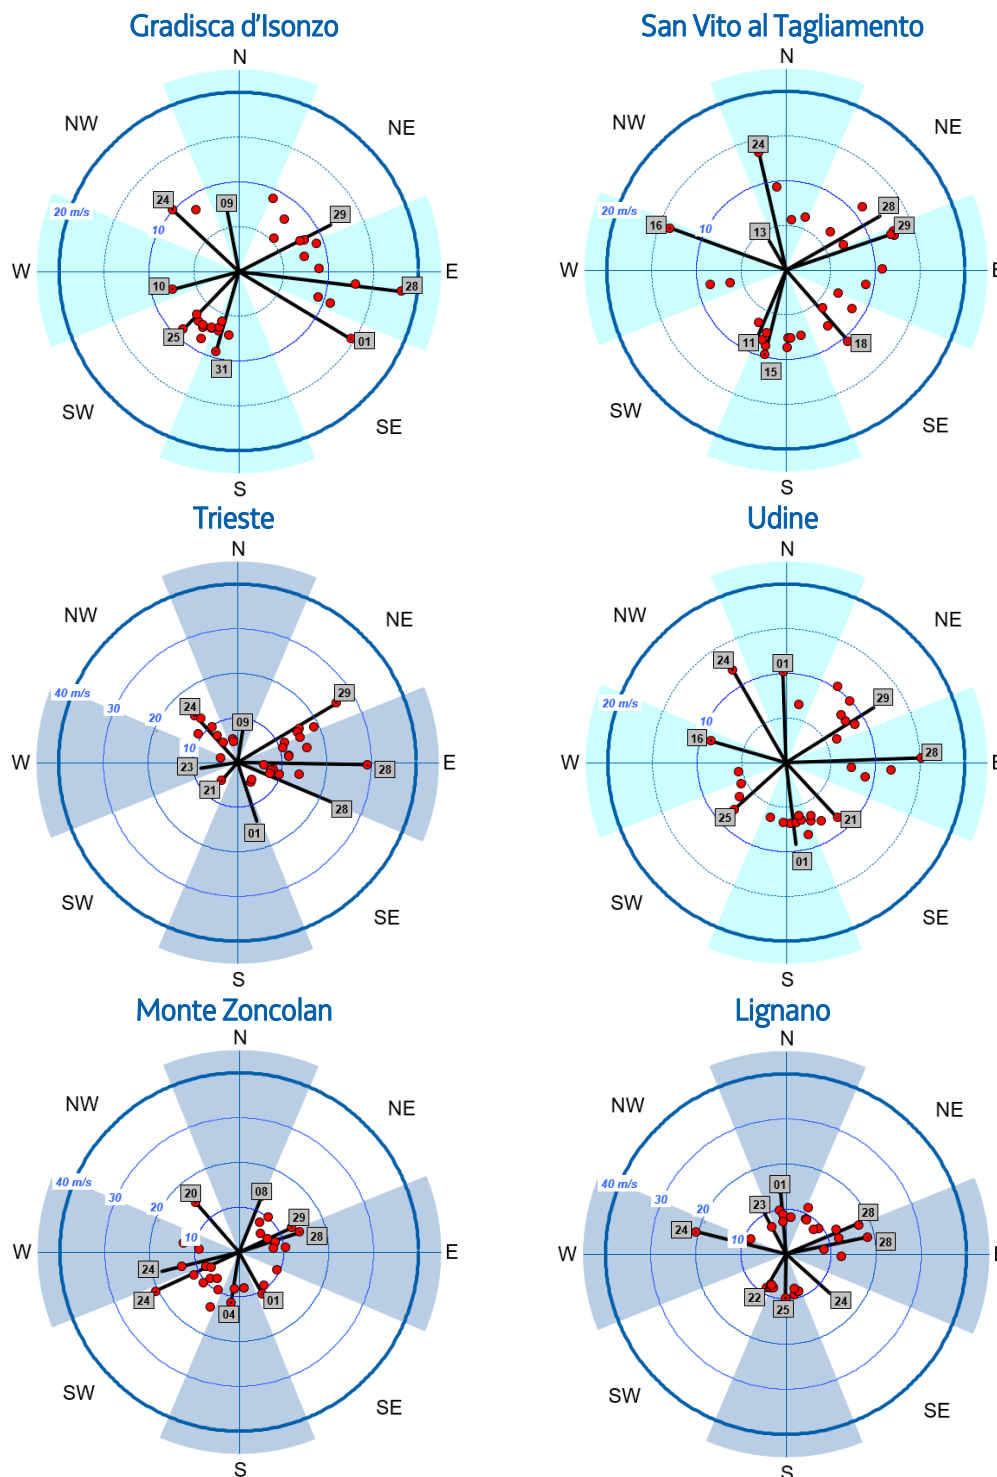 Gradisca d'Isonzo
San Vito al Tagliamento
N
N
NW
NE
NW
NE
24
09
29
20 m/s
10
W
E
10
28
25
01
31
SW
SE
S
24
28
16
29
20 m/s
10
13
W
E
11
18
15
SW
SE
S
Trieste
Udine
N
N
NW
NE
NW
NE
40 m/s
30
20
10
24
29
09
W
E
23
28
21
28
01
SW
SE
S
24
01
29
20 m/s
10
16
28
W
E
25
21
01
SW
SE
S
Monte Zoncolan
Lignano
N
N
NW
NE
NW
NE
40 m/s
30
20
10
20
08
29
28
W
E
24
24
04
01
SW
SE
S
40 m/s
30
20
10
01
23
28
24
28
W
E
22
25
24
SW
SE
S